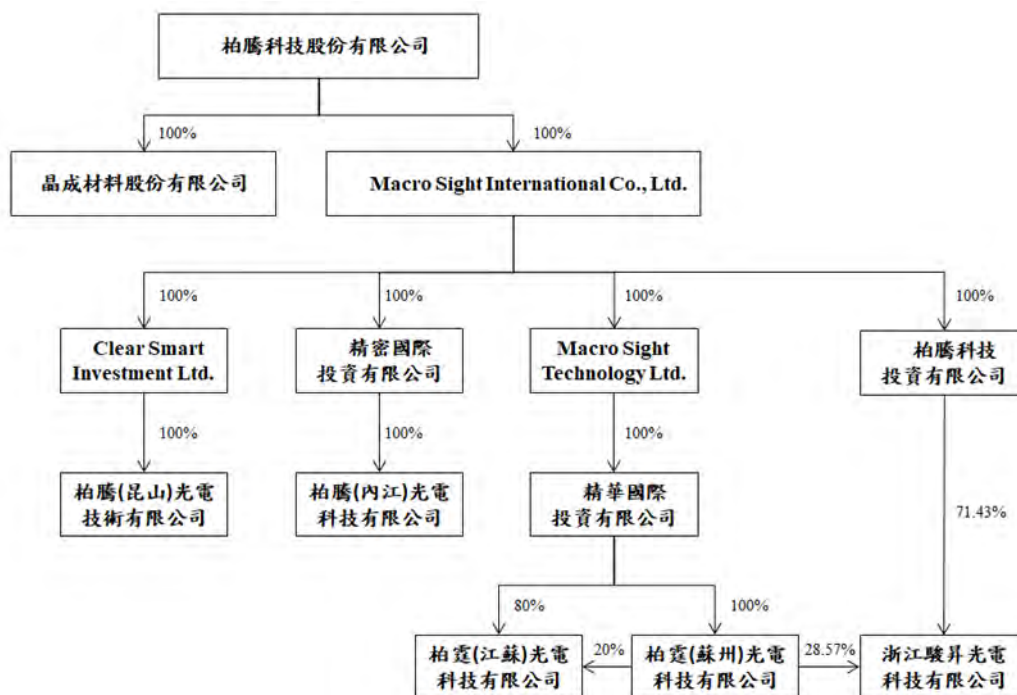 柏騰科技股份有限公司
100%
100%
晶成材料股份有限公司
Macro Sight International Co., Ltd.
100%
100%
100%
100%
Clear Smart
Investment Ltd.
精密國際
投資有限公司
Macro Sight
Technology Ltd.
柏騰科技
投資有限公司
100%
100%
100%
柏騰(昆山)光電
技術有限公司
柏騰(內江)光電
科技有限公司
精華國際
投資有限公司
71.43%
80%
100%
柏霆(江蘇)光電
科技有限公司
20%
柏霆(蘇州)光電
科技有限公司
28.57%
浙江駿昇光電
科技有限公司